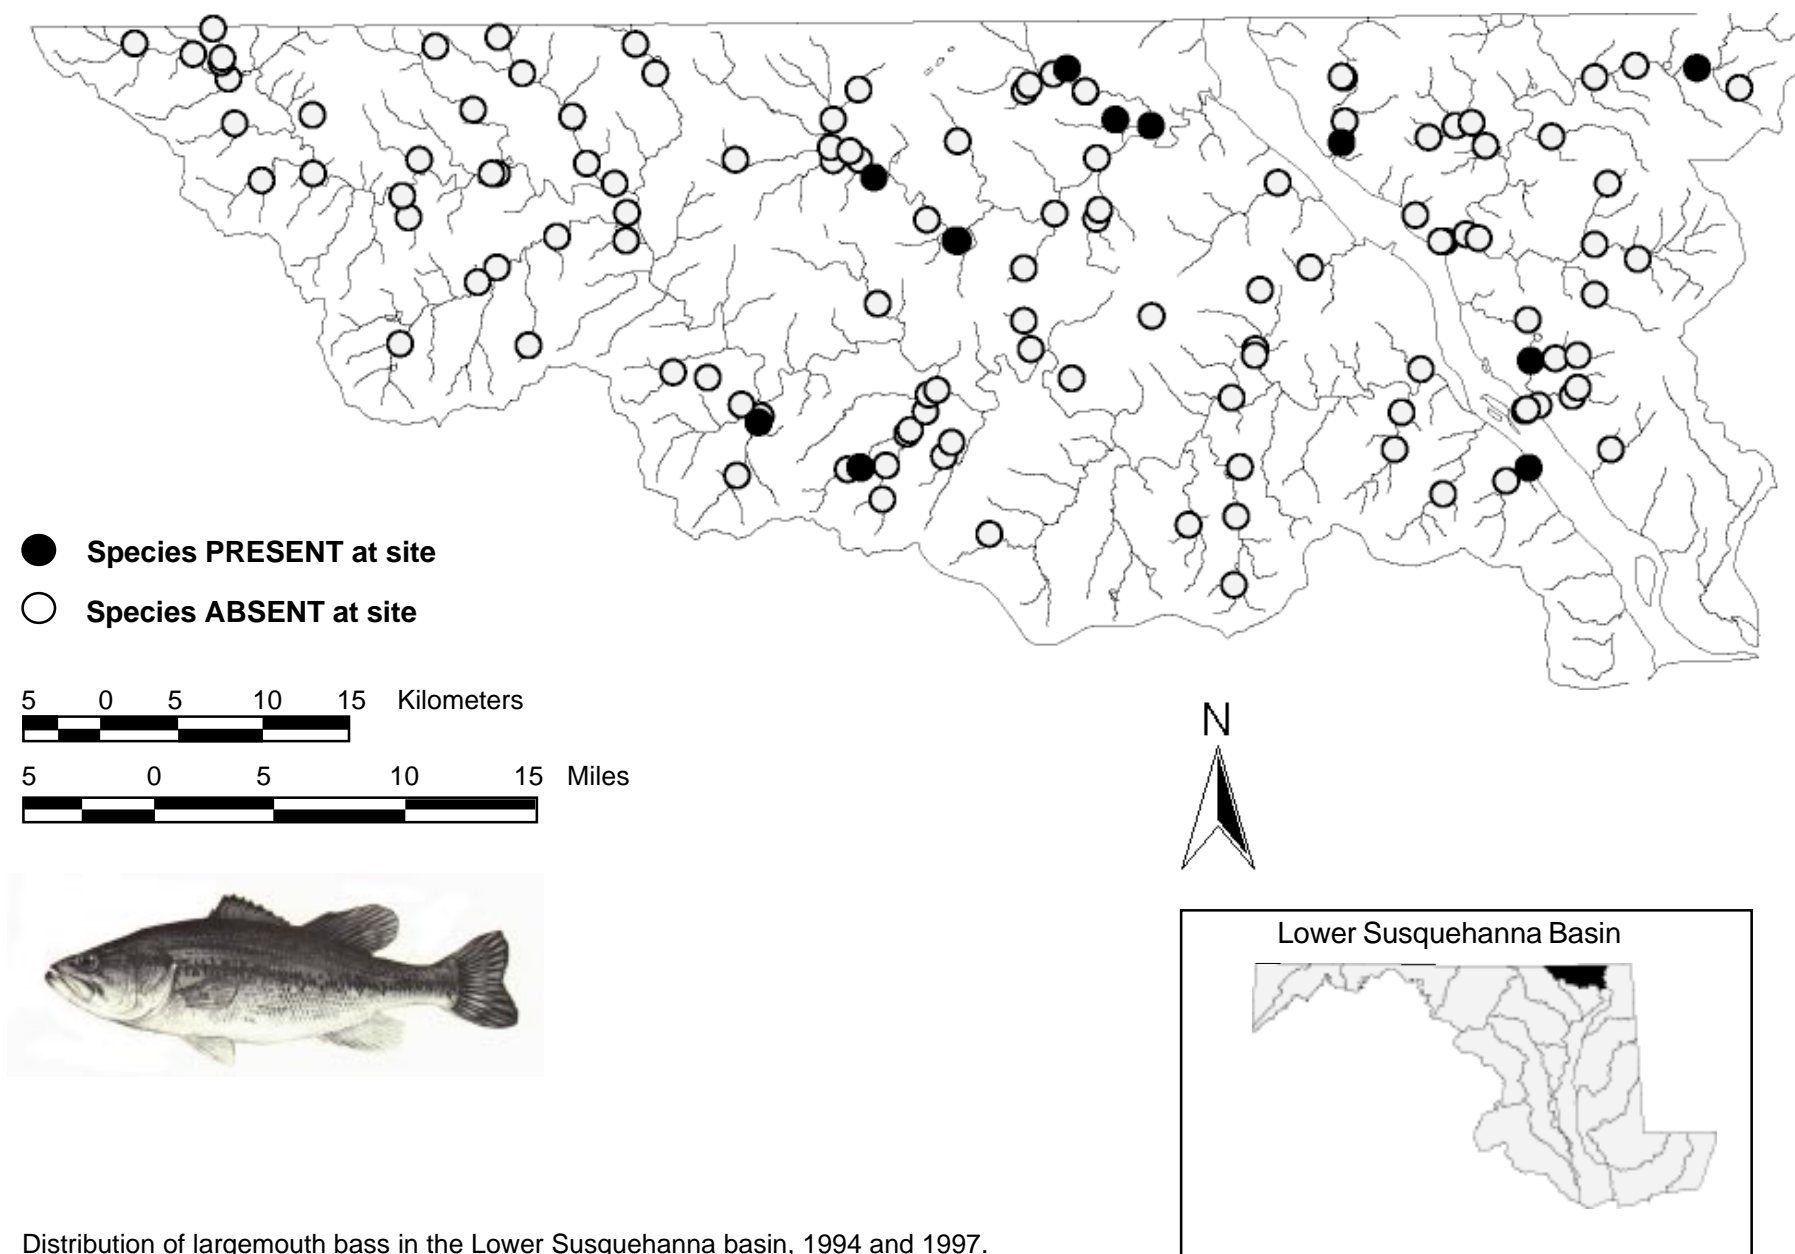 Species PRESENT at site
Species ABSENT at site
5 0 5 10 15 Kilometers
5 0 5 10 15 Miles
N
Lower Susquehanna Basin
Distribution of largemouth bass in the Lower Susquehanna basin, 1994 and 1997.